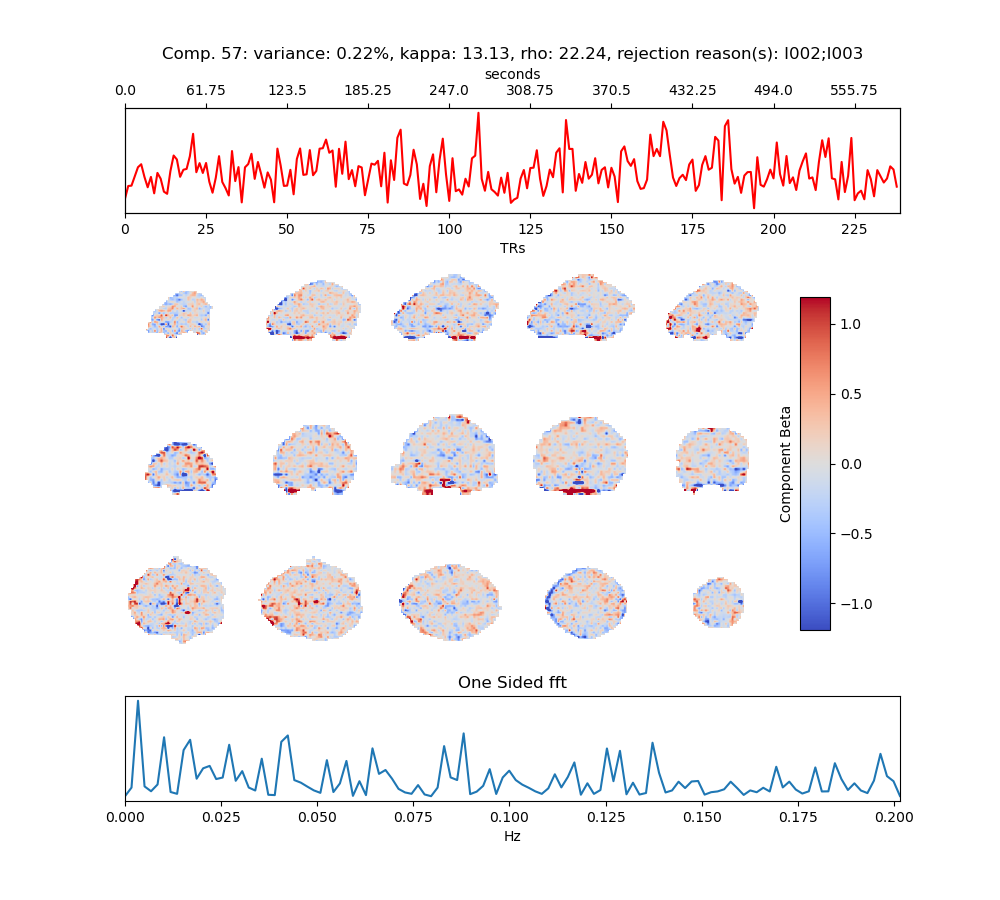 Comp. 57: variance: 0.22%, kappa: 13.13, rho: 22.24, rejection reason(s): I002;I003
seconds
0.0 61.75 123.5 185.25 247.0 308.75 370.5 432.25 494.0 555.75
0 25 50 75 100 125 150 175 200 225
TRs
Component Beta
1.0
0.5
0.0
−0.5
−1.0
One Sided fft
0.000 0.025 0.050 0.075 0.100 0.125 0.150 0.175 0.200
Hz